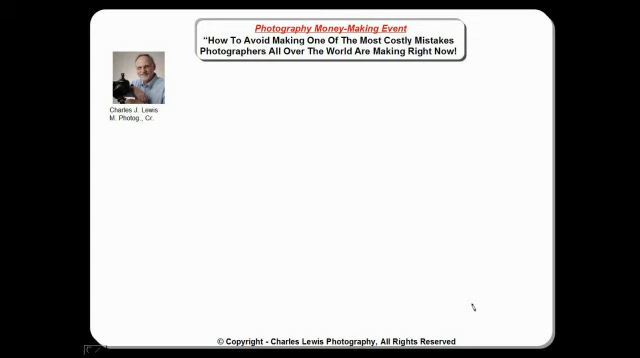 Photography Money-Making Event
“How To Avoid Making One Of The Most Costly Mistakes
Photographers All Over The World Are Making Right Now!
Charles J. Lewis
M. Photog., Cr.
© Copyright - Charles Lewis Photography, All Rights Reserved